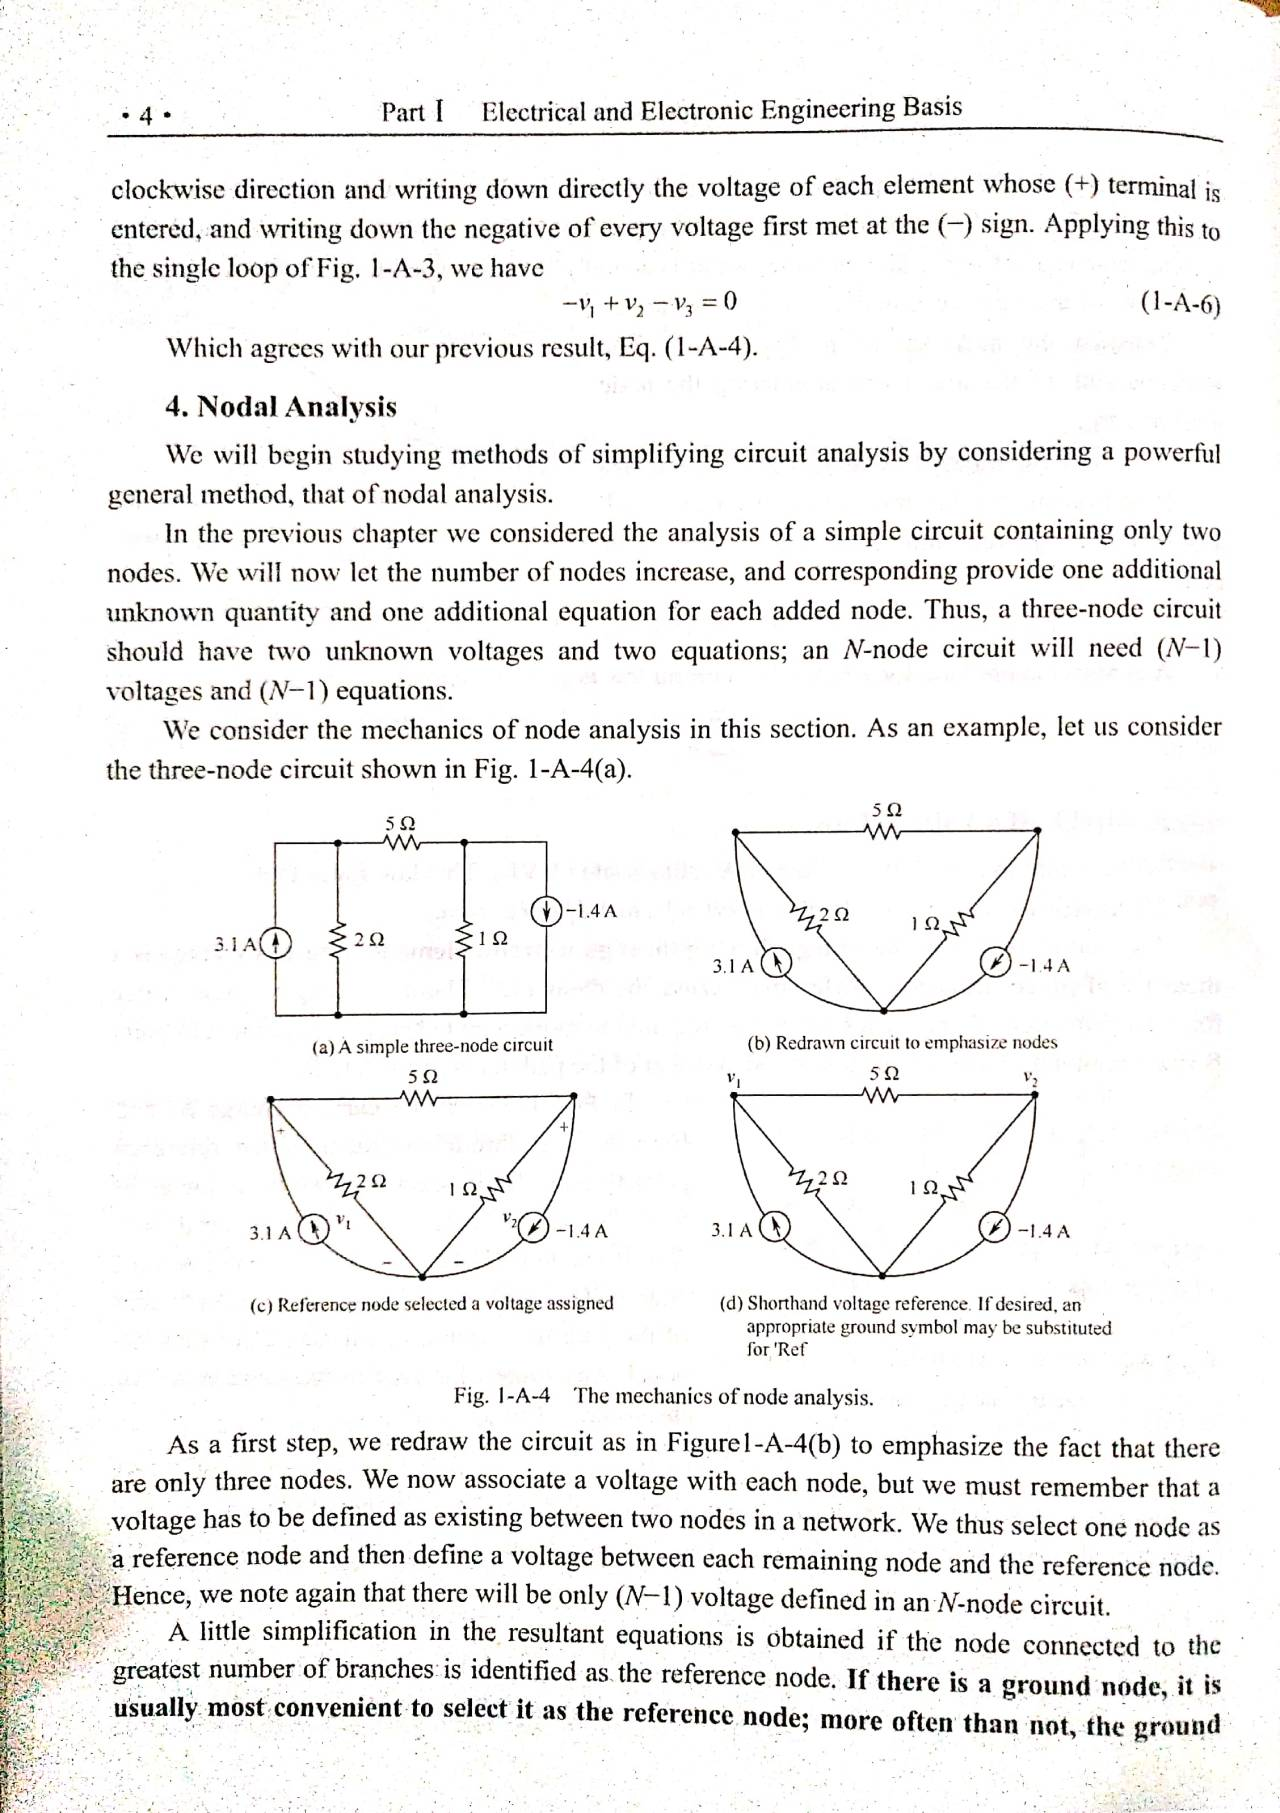 • 4 •
Part I Electrical and Electronic Engineering Basis
clockwise direction and writing down directly the voltage of each element whose (+) terminal is
entered, and writing down the negative of every voltage first met at the (−) sign. Applying this to
the single loop of Fig. 1-A-3, we have
−v₁ + v₂ − v₃ = 0 (1-A-6)
Which agrees with our previous result, Eq. (1-A-4).
4. Nodal Analysis
We will begin studying methods of simplifying circuit analysis by considering a powerful
general method, that of nodal analysis.
In the previous chapter we considered the analysis of a simple circuit containing only two
nodes. We will now let the number of nodes increase, and corresponding provide one additional
unknown quantity and one additional equation for each added node. Thus, a three-node circuit
should have two unknown voltages and two equations; an N-node circuit will need (N−1)
voltages and (N−1) equations.
We consider the mechanics of node analysis in this section. As an example, let us consider
the three-node circuit shown in Fig. 1-A-4(a).
5 Ω
3.1 A
2 Ω
1 Ω
−1.4 A
(a) A simple three-node circuit
5 Ω
3.1 A
2 Ω
1 Ω
−1.4 A
(b) Redrawn circuit to emphasize nodes
5 Ω
+
+
2 Ω
1 Ω
3.1 A
v₁
v₂
−1.4 A
−
−
(c) Reference node selected a voltage assigned
v₁
5 Ω
v₂
2 Ω
1 Ω
3.1 A
−1.4 A
(d) Shorthand voltage reference. If desired, an
appropriate ground symbol may be substituted
for 'Ref
Fig. 1-A-4 The mechanics of node analysis.
As a first step, we redraw the circuit as in Figure1-A-4(b) to emphasize the fact that there
are only three nodes. We now associate a voltage with each node, but we must remember that a
voltage has to be defined as existing between two nodes in a network. We thus select one node as
a reference node and then define a voltage between each remaining node and the reference node.
Hence, we note again that there will be only (N−1) voltage defined in an N-node circuit.
A little simplification in the resultant equations is obtained if the node connected to the
greatest number of branches is identified as the reference node. If there is a ground node, it is
usually most convenient to select it as the reference node; more often than not, the ground